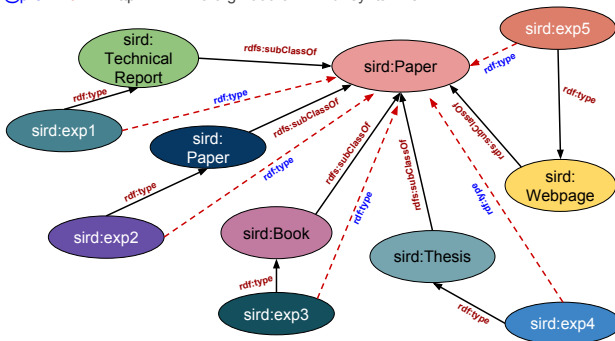 sird:
Technical
Report
rdfs:subClassOf
sird:Paper
sird:exp5
rdf:type
rdf:type
rdf:type
rdf:type
sird:exp1
rdfs:subClassOf
sird:
Paper
rdf:type
rdf:type
sird:exp2
rdfs:subClassOf
rdfs:subClassOf
rdfs:subClassOf
sird:
Webpage
sird:Book
rdf:type
rdf:type
sird:Thesis
rdf:type
sird:exp3
rdf:type
sird:exp4